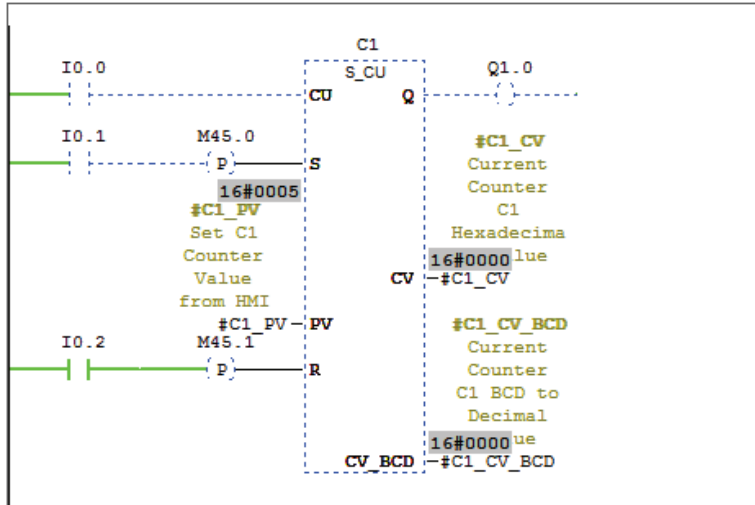 C1
I0.0
S_CU
Q1.0
CU
Q
I0.1
M45.0
P
S
16#0005
#C1_PV
Set C1
Counter
Value
from HMI
#C1_PV
PV
#C1_CV
Current
Counter
C1
Hexadecima
16#0000 lue
CV
#C1_CV
I0.2
M45.1
P
R
#C1_CV_BCD
Current
Counter
C1 BCD to
Decimal
16#0000 ue
CV_BCD
#C1_CV_BCD